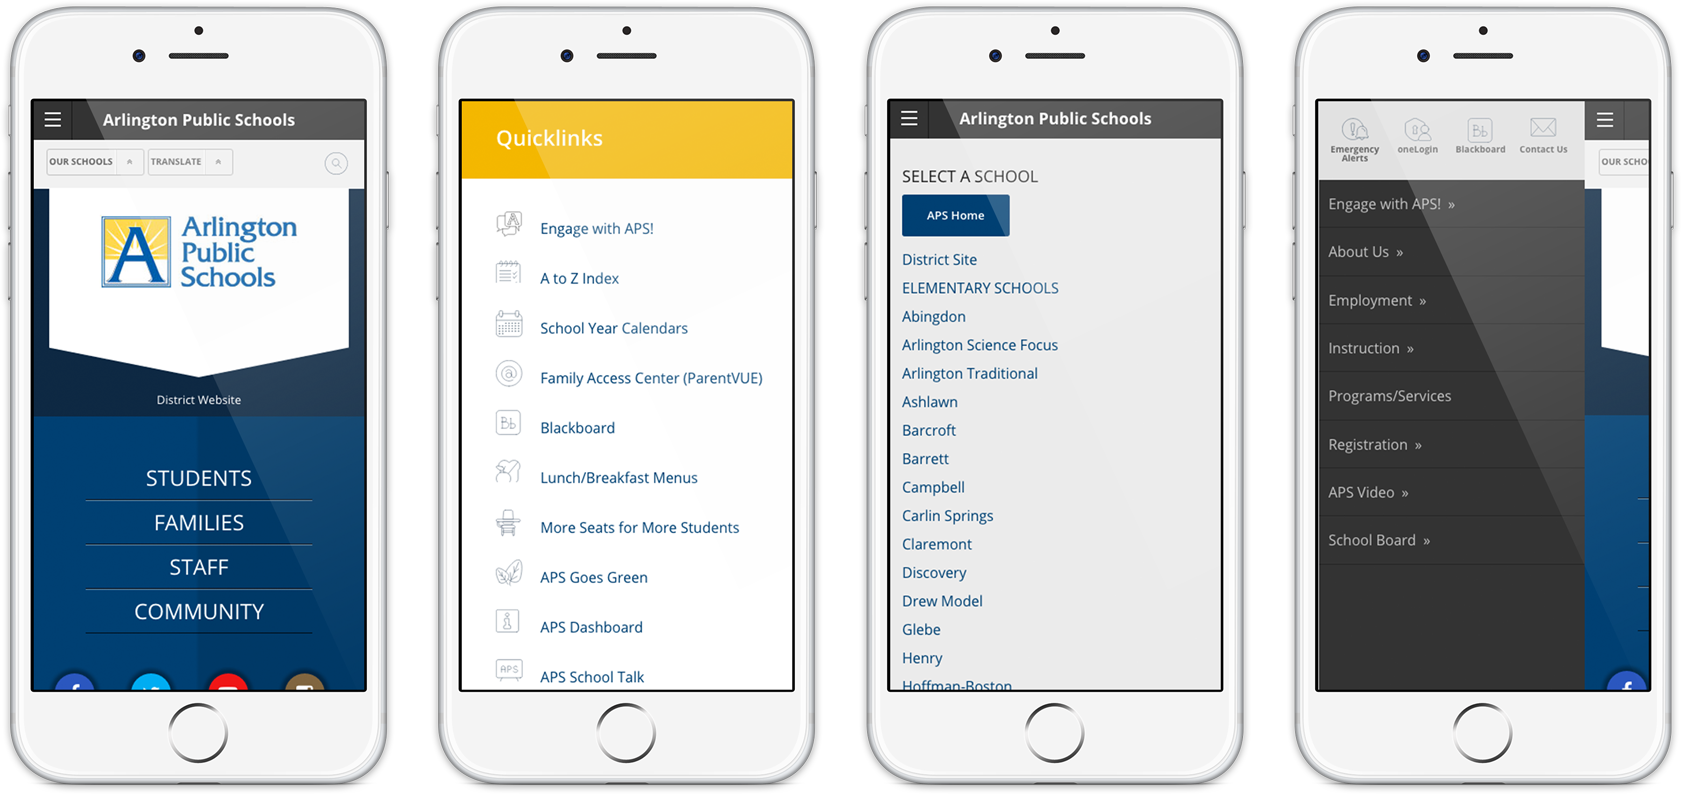 Arlington Public Schools
OUR SCHOOLS
TRANSLATE
Arlington
Public
Schools
District Website
STUDENTS
FAMILIES
STAFF
COMMUNITY
Quicklinks
Engage with APS!
A to Z Index
School Year Calendars
Family Access Center (ParentVUE)
Bb
Blackboard
Lunch/Breakfast Menus
More Seats for More Students
APS Goes Green
APS Dashboard
APS
APS School Talk
Arlington Public Schools
SELECT A SCHOOL
APS Home
District Site
ELEMENTARY SCHOOLS
Abingdon
Arlington Science Focus
Arlington Traditional
Ashlawn
Barcroft
Barrett
Campbell
Carlin Springs
Claremont
Discovery
Drew Model
Glebe
Henry
Hoffman-Boston
Bb
Emergency Alerts
oneLogin
Blackboard
Contact Us
OUR SCHO
Engage with APS! »
About Us »
Employment »
Instruction »
Programs/Services
Registration »
APS Video »
School Board »